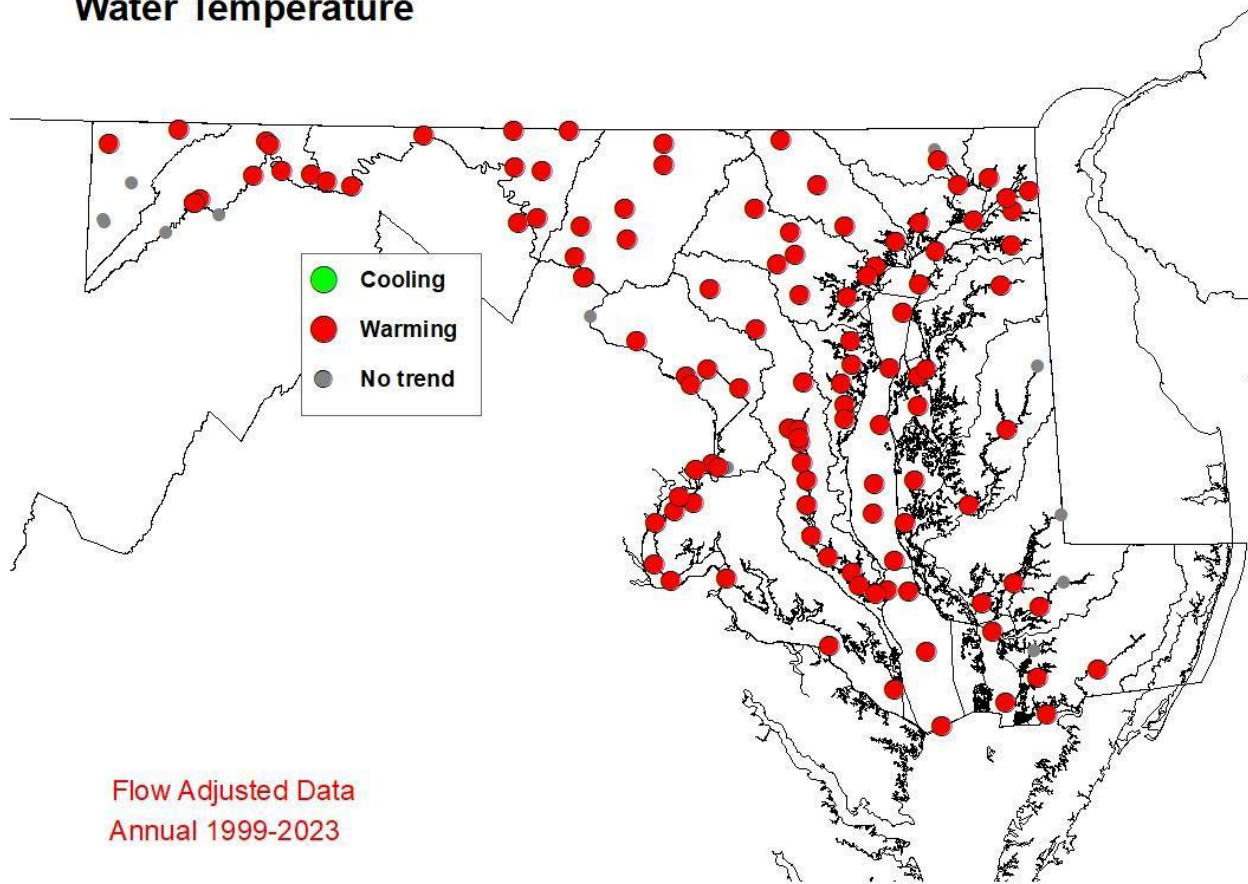 Water Temperature
Cooling
Warming
No trend
Flow Adjusted Data
Annual 1999-2023